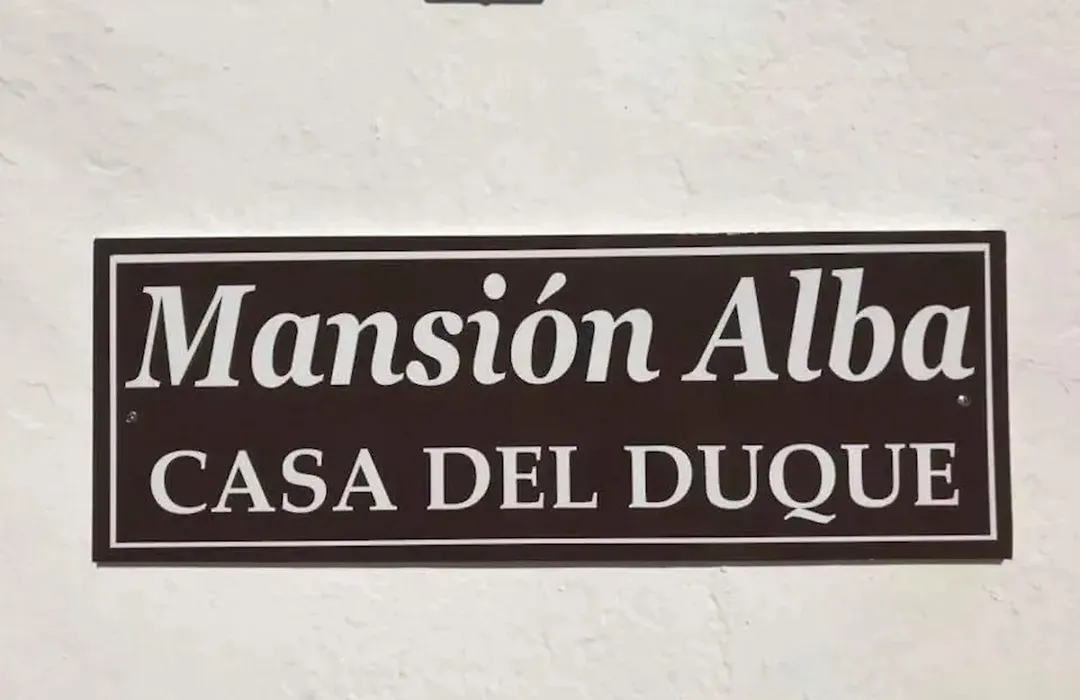 Mansión Alba
CASA DEL DUQUE